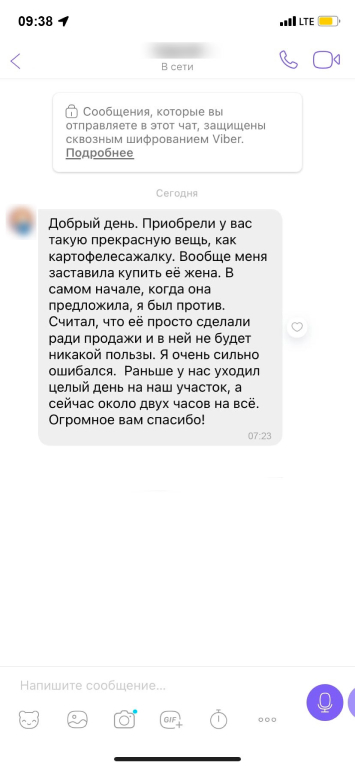 09:38
LTE
В сети
Сообщения, которые вы
отправляете в этот чат, защищены
сквозным шифрованием Viber.
Подробнее
Сегодня
Добрый день. Приобрели у вас
такую прекрасную вещь, как
картофелесажалку. Вообще меня
заставила купить её жена. В
самом начале, когда она
предложила, я был против.
Считал, что её просто сделали
ради продажи и в ней не будет
никакой пользы. Я очень сильно
ошибался.  Раньше у нас уходил
целый день на наш участок, а
сейчас около двух часов на всё.
Огромное вам спасибо!
07:23
Напишите сообщение...
GIF